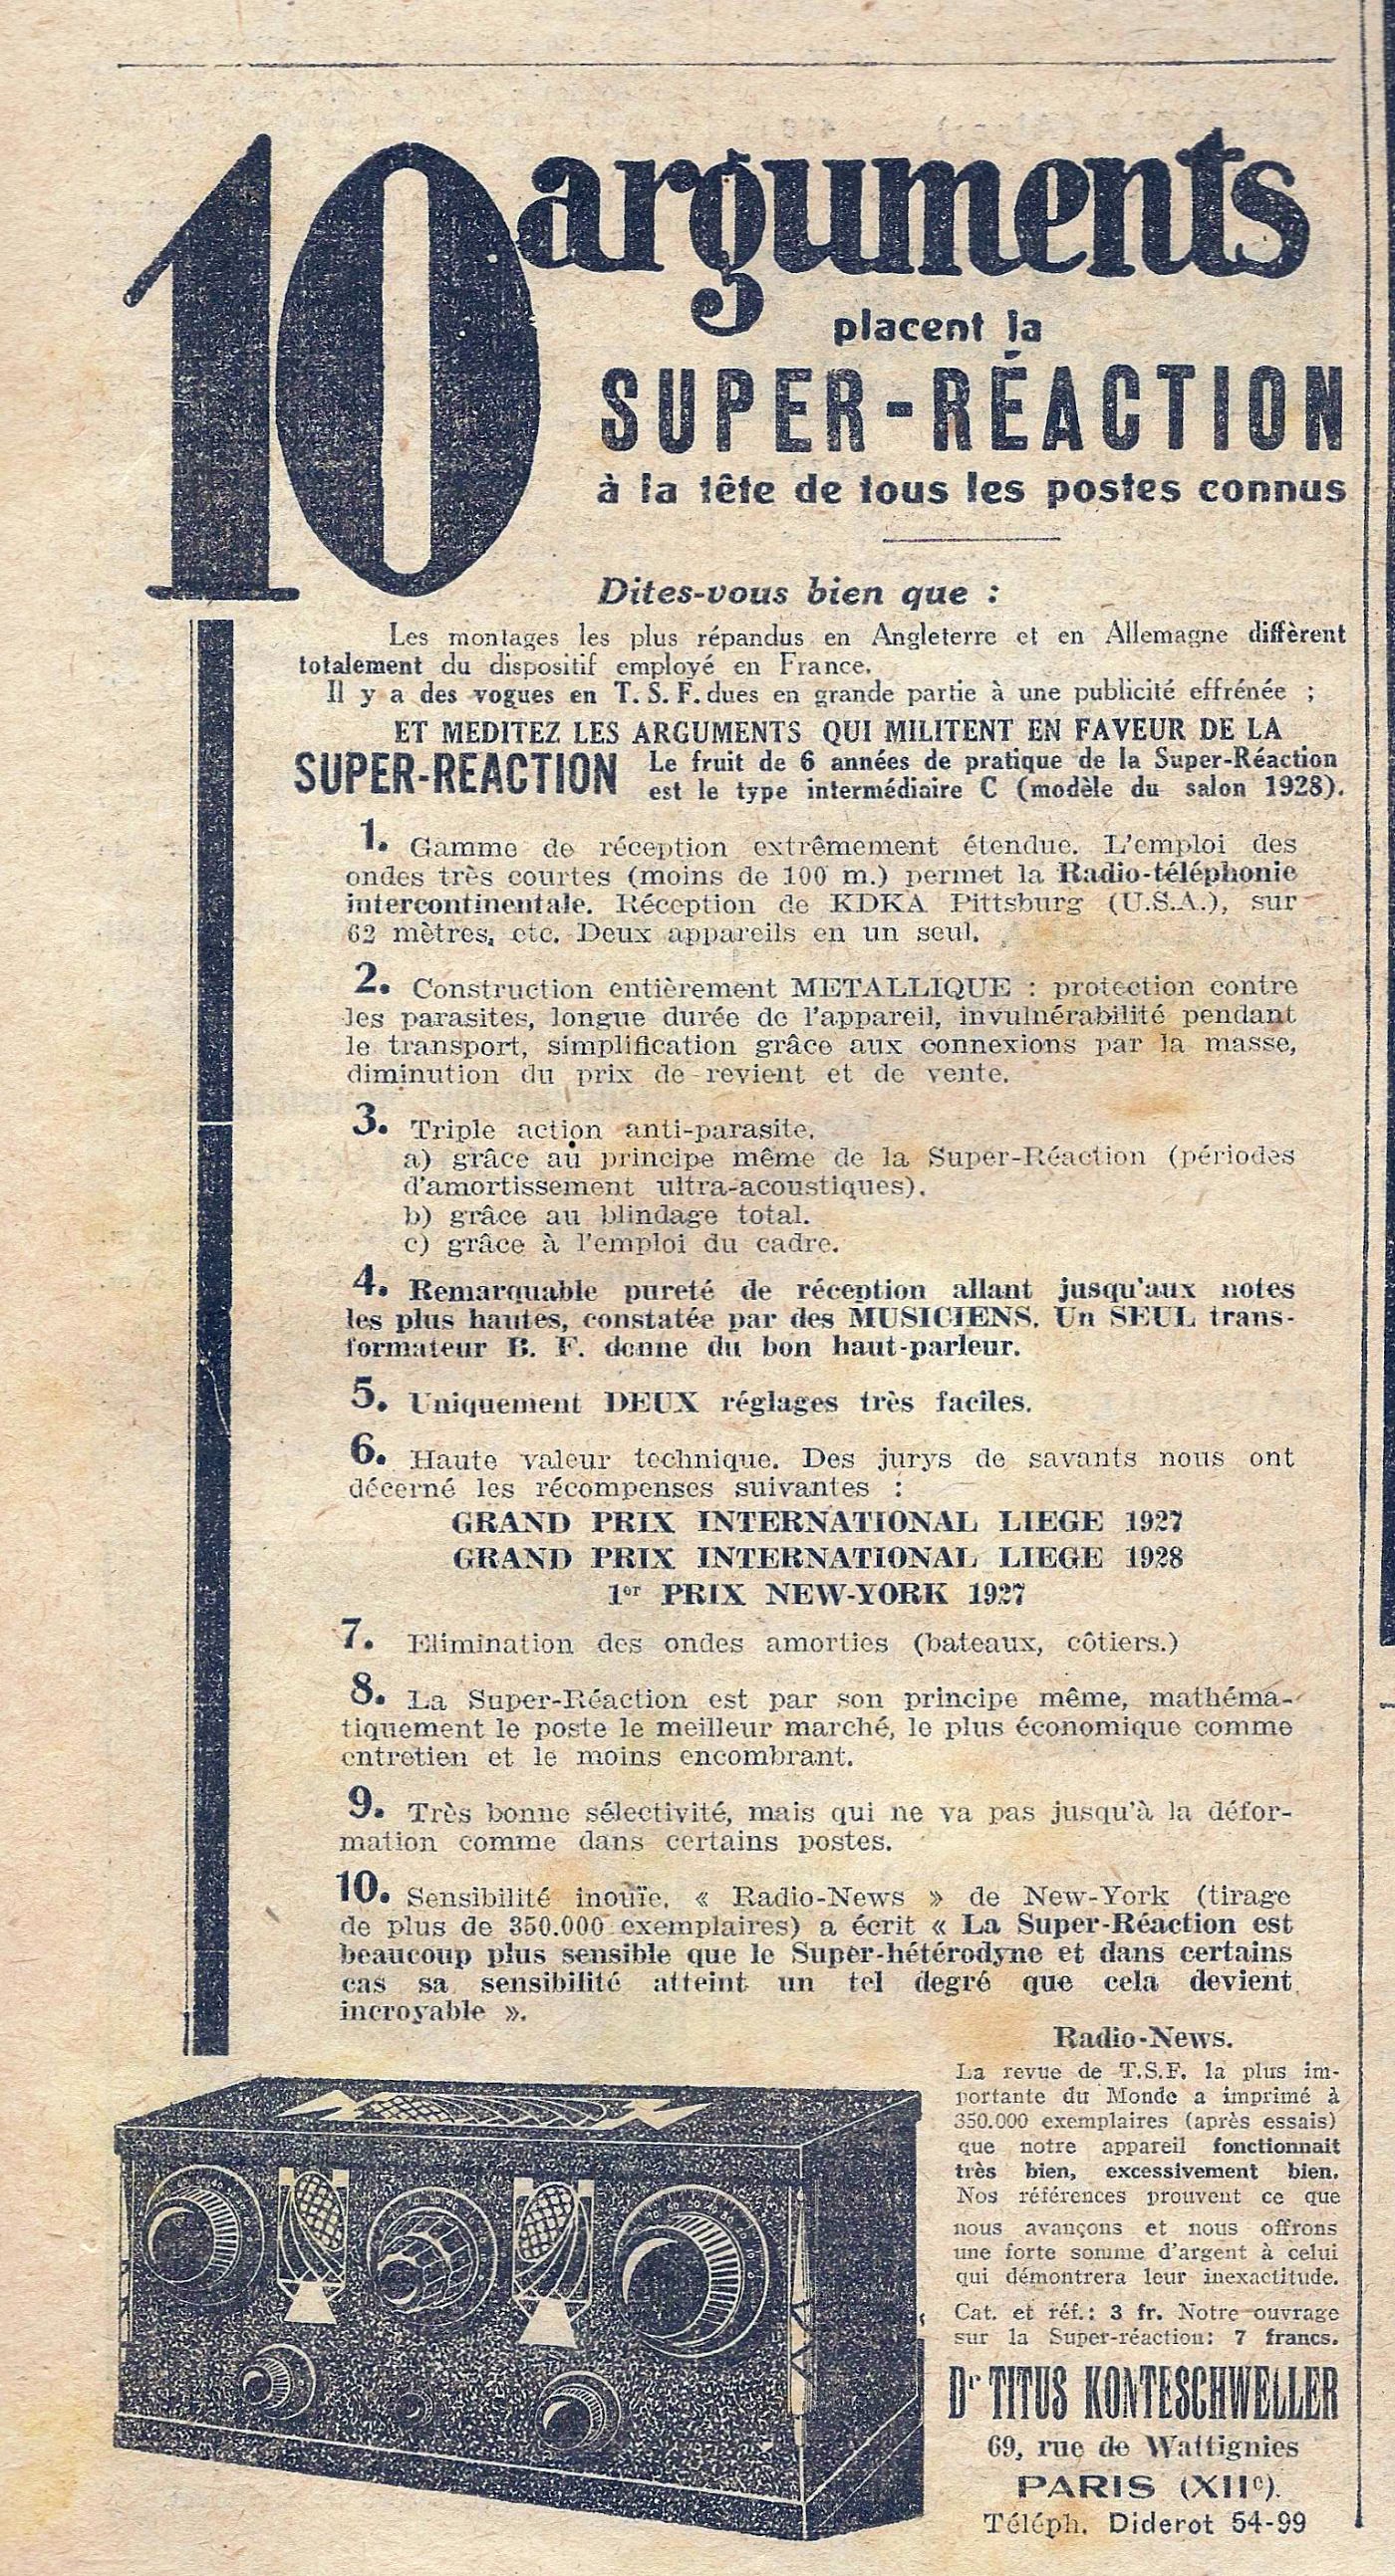 10 arguments
placent la
SUPER-RÉACTION
à la tête de tous les postes connus
Dites-vous bien que :
Les montages les plus répandus en Angleterre et en Allemagne diffèrent
totalement du dispositif employé en France.
Il y a des vogues en T. S. F. dues en grande partie à une publicité effrénée ;
ET MEDITEZ LES ARGUMENTS QUI MILITENT EN FAVEUR DE LA
SUPER-REACTION Le fruit de 6 années de pratique de la Super-Réaction
est le type intermédiaire C (modèle du salon 1928).
1. Gamme de réception extrêmement étendue. L'emploi des
ondes très courtes (moins de 100 m.) permet la Radio-téléphonie
intercontinentale. Réception de KDKA Pittsburg (U.S.A.), sur
62 mètres, etc. Deux appareils en un seul.
2. Construction entièrement METALLIQUE : protection contre
les parasites, longue durée de l'appareil, invulnérabilité pendant
le transport, simplification grâce aux connexions par la masse,
diminution du prix de revient et de vente.
3. Triple action anti-parasite.
a) grâce au principe même de la Super-Réaction (périodes
d'amortissement ultra-acoustiques).
b) grâce au blindage total.
c) grâce à l'emploi du cadre.
4. Remarquable pureté de réception allant jusqu'aux notes
les plus hautes, constatée par des MUSICIENS. Un SEUL trans-
formateur B. F. donne du bon haut-parleur.
5. Uniquement DEUX réglages très faciles.
6. Haute valeur technique. Des jurys de savants nous ont
décerné les récompenses suivantes :
GRAND PRIX INTERNATIONAL LIEGE 1927
GRAND PRIX INTERNATIONAL LIEGE 1928
1er PRIX NEW-YORK 1927
7. Elimination des ondes amorties (bateaux, côtiers.)
8. La Super-Réaction est par son principe même, mathéma-
tiquement le poste le meilleur marché, le plus économique comme
entretien et le moins encombrant.
9. Très bonne sélectivité, mais qui ne va pas jusqu'à la défor-
mation comme dans certains postes.
10. Sensibilité inouïe. « Radio-News » de New-York (tirage
de plus de 350.000 exemplaires) a écrit « La Super-Réaction est
beaucoup plus sensible que le Super-hétérodyne et dans certains
cas sa sensibilité atteint un tel degré que cela devient
incroyable ».
Radio-News.
La revue de T.S.F. la plus im-
portante du Monde a imprimé à
350.000 exemplaires (après essais)
que notre appareil fonctionnait
très bien, excessivement bien.
Nos références prouvent ce que
nous avançons et nous offrons
une forte somme d'argent à celui
qui démontrera leur inexactitude.
Cat. et réf.: 3 fr. Notre ouvrage
sur la Super-réaction: 7 francs.
Dr TITUS KONTESCHWELLER
69, rue de Wattignies
PARIS (XIIe).
Téléph. Diderot 54-99